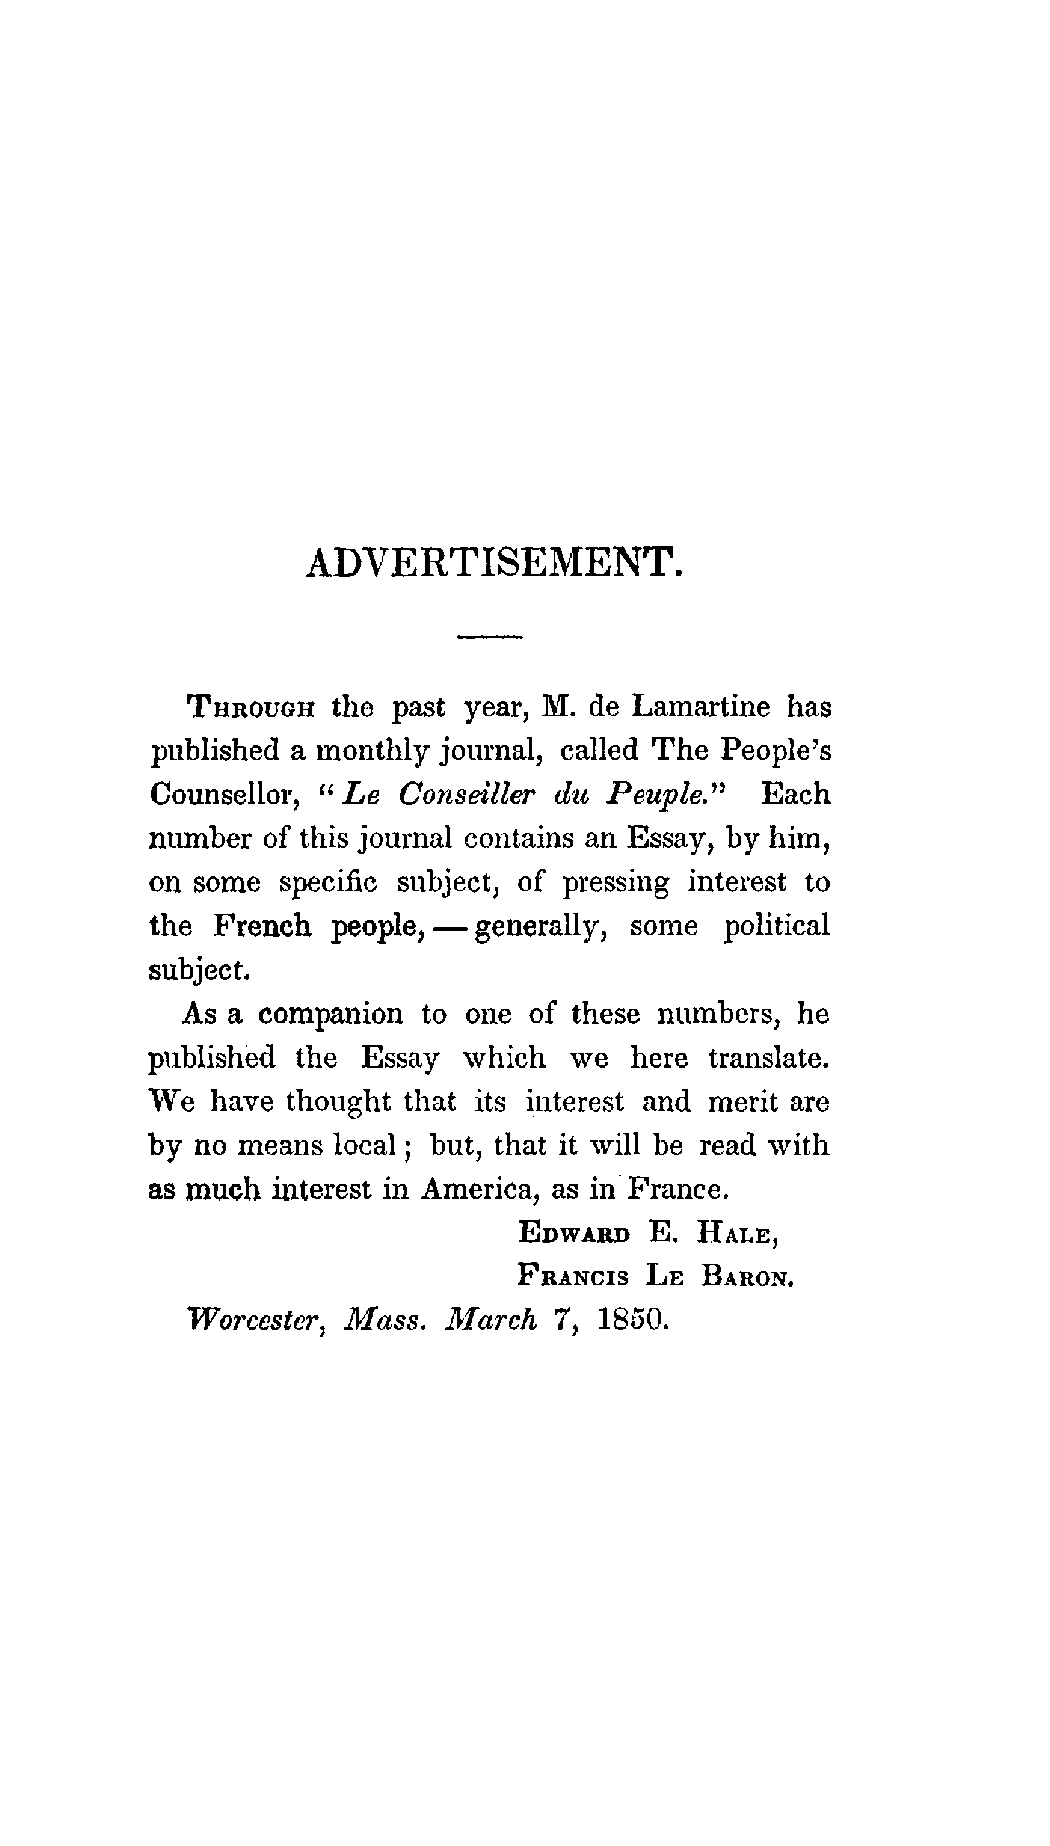 ADVERTISEMENT.
THROUGH the past year, M. de Lamartine has
published a monthly journal, called The People's
Counsellor, "Le Conseiller du Peuple." Each
number of this journal contains an Essay, by him,
on some specific subject, of pressing interest to
the French people, — generally, some political
subject.
As a companion to one of these numbers, he
published the Essay which we here translate.
We have thought that its interest and merit are
by no means local; but, that it will be read with
as much interest in America, as in France.
EDWARD E. HALE,
FRANCIS LE BARON.
Worcester, Mass. March 7, 1850.